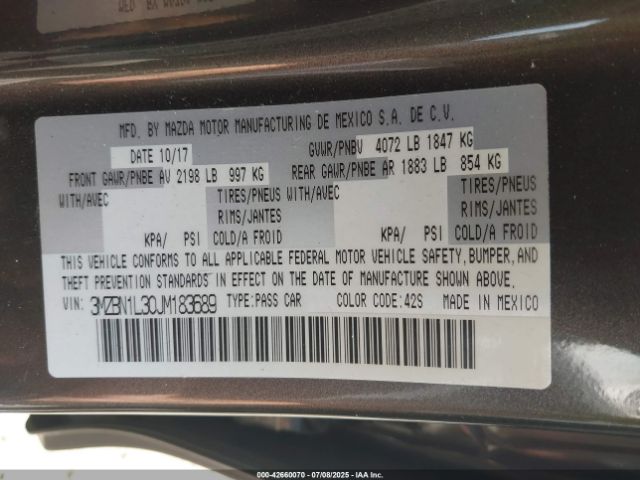 MFD. BY MAZDA MOTOR MANUFACTURING DE MEXICO S.A. DE C.V.
DATE 10/17 GVWR/PNBV 4072 LB 1847 KG
FRONT GAWR/PNBE AV 2198 LB 997 KG REAR GAWR/PNBE AR 1883 LB 854 KG
WITH/AVEC TIRES/PNEUS WITH/AVEC TIRES/PNEUS
RIMS/JANTES RIMS/JANTES
KPA/ PSI COLD/A FROID KPA/ PSI COLD/A FROID
THIS VEHICLE CONFORMS TO ALL APPLICABLE FEDERAL MOTOR VEHICLE SAFETY, BUMPER, AND
THEFT PREVENTION STANDARDS IN EFFECT ON THE DATE OF MANUFACTURE SHOWN ABOVE.
VIN: 3MZBN1L30JM183689 TYPE:PASS CAR COLOR CODE:42S MADE IN MEXICO
000-42660070 - 07/08/2025 - www.iaanet.com/